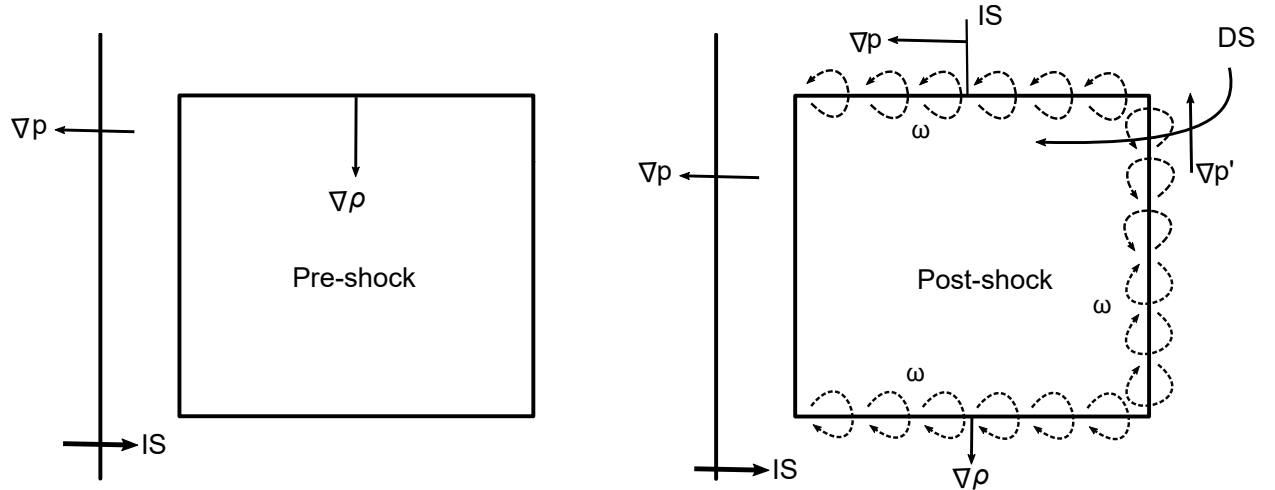 ∇p
∇ρ
Pre-shock
IS
IS
∇p
DS
ω
∇p
∇p'
Post-shock
ω
ω
IS
∇ρ